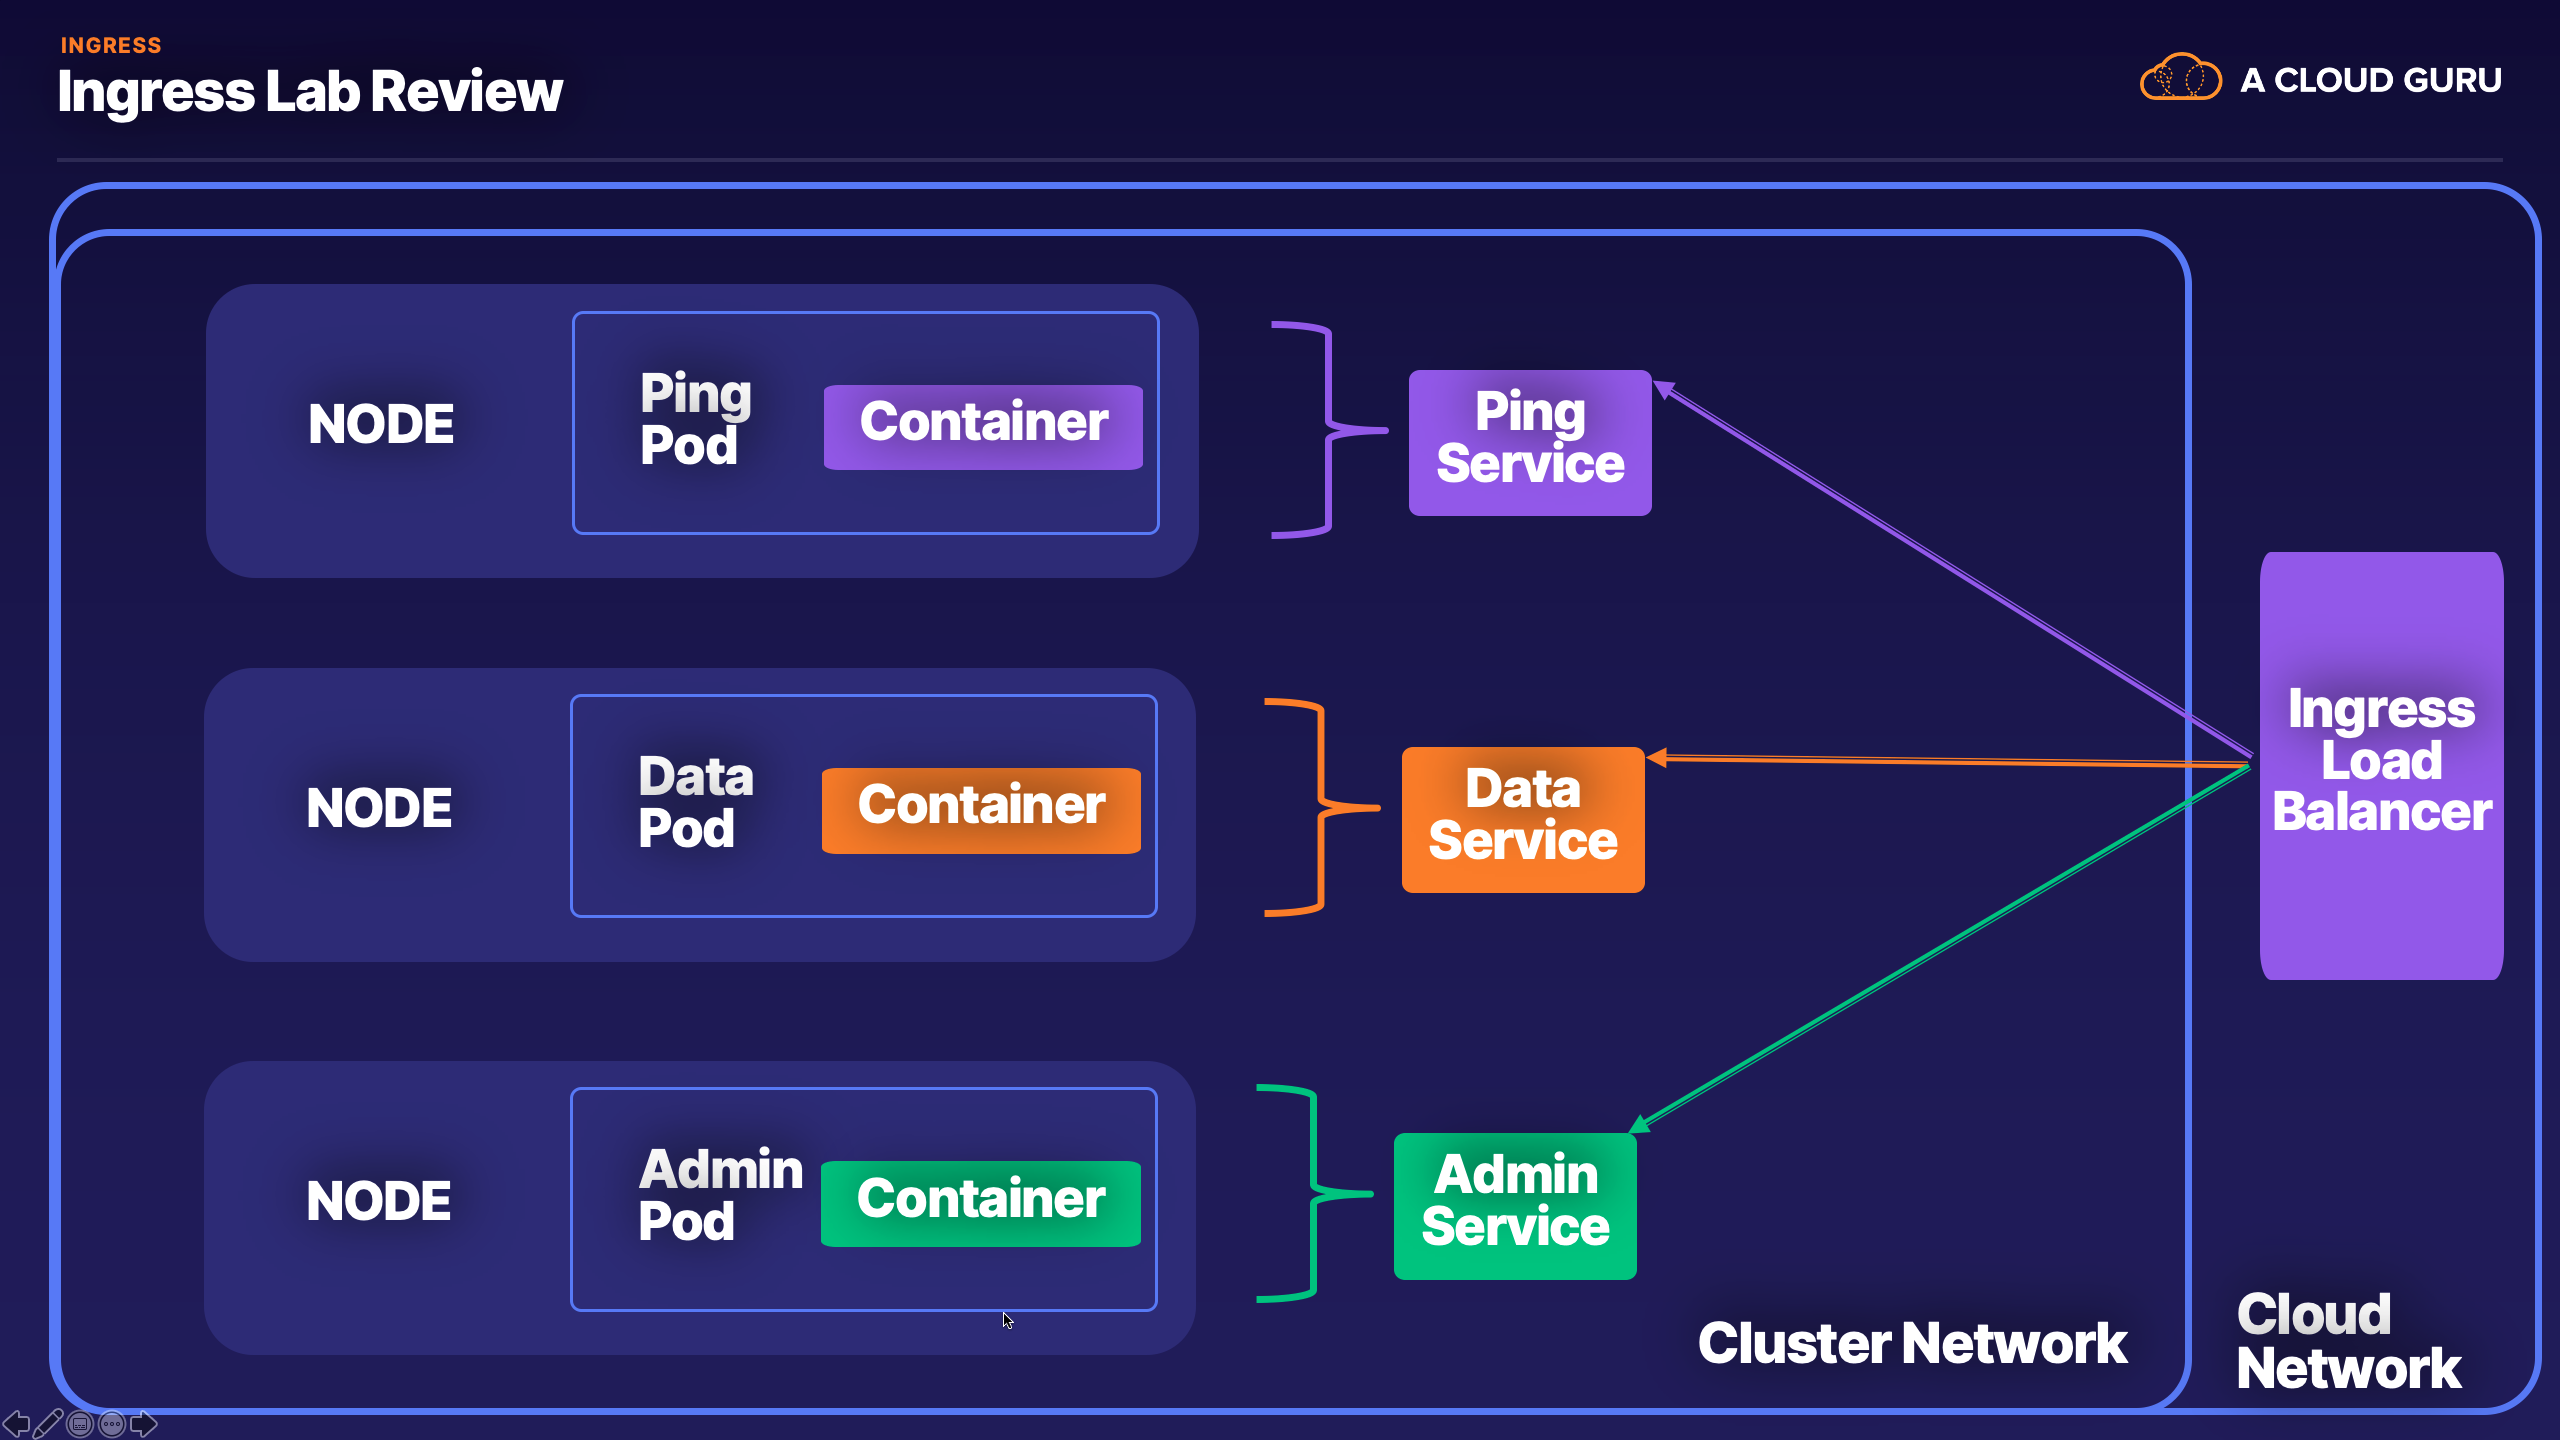 INGRESS
Ingress Lab Review
A CLOUD GURU
NODE
Ping
Pod
Container
Ping
Service
NODE
Data
Pod
Container
Data
Service
Ingress
Load
Balancer
NODE
Admin
Pod
Container
Admin
Service
Cluster Network
Cloud
Network